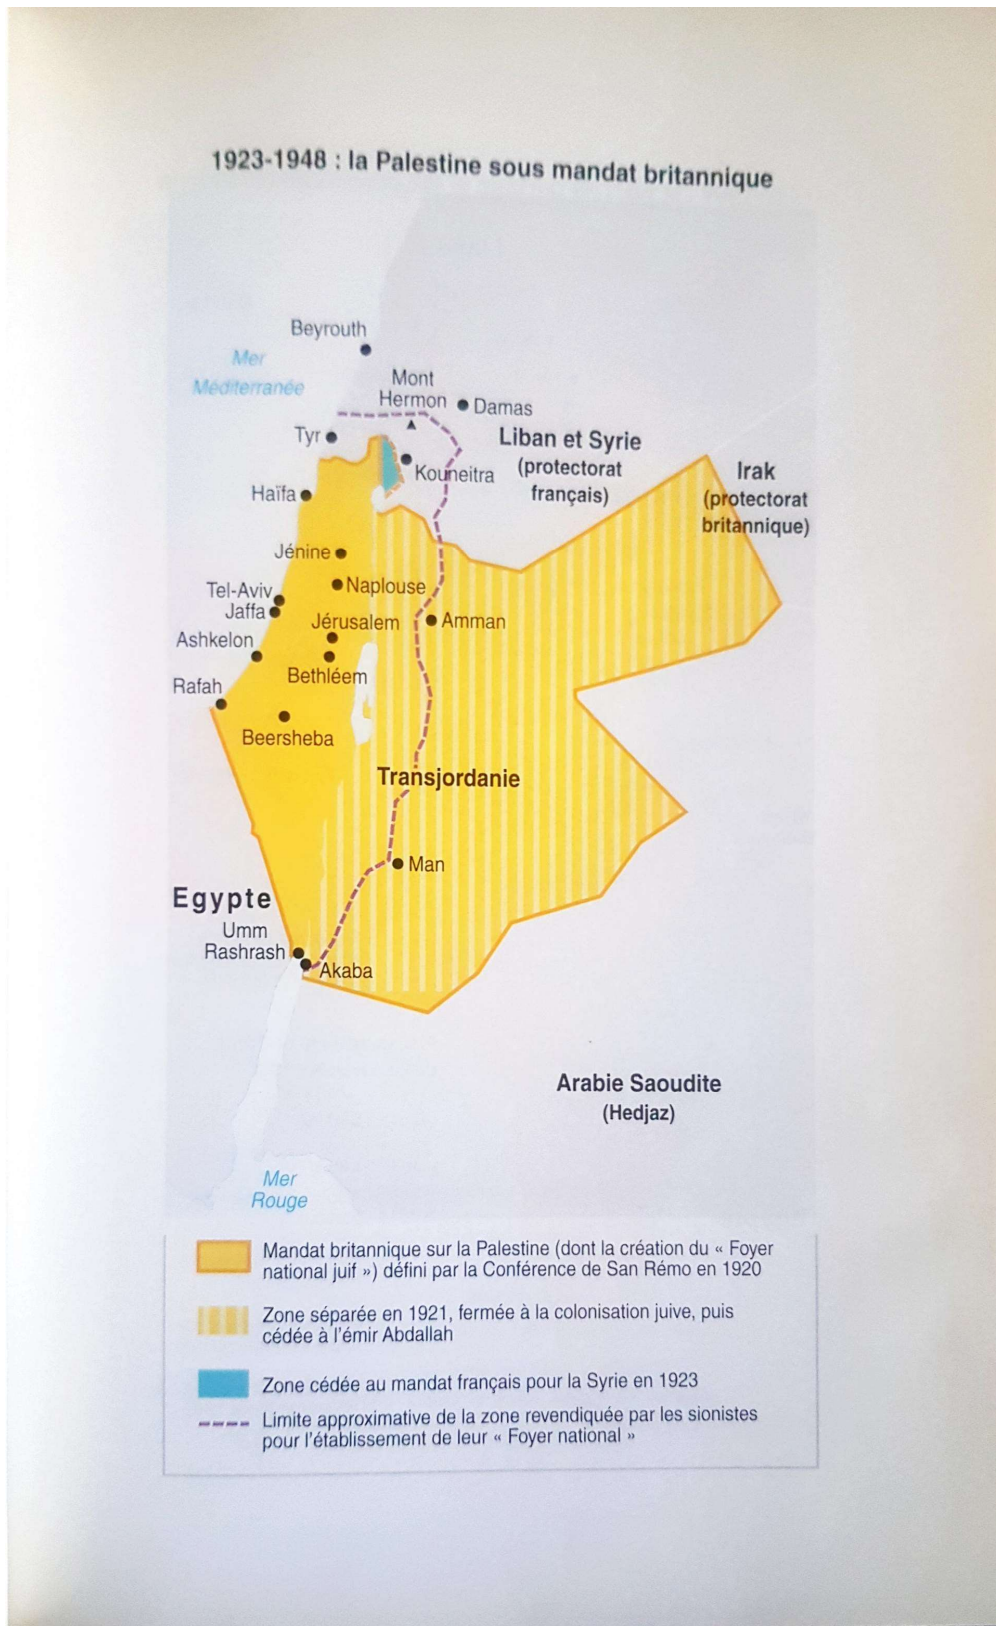 1923-1948 : la Palestine sous mandat britannique
Beyrouth
Mer
Méditerranée
Mont
Hermon
Damas
Tyr
Liban et Syrie
(protectorat
français)
Kouneitra
Irak
(protectorat
britannique)
Haïfa
Jénine
Naplouse
Tel-Aviv
Jaffa
Jérusalem
Amman
Ashkelon
Bethléem
Rafah
Beersheba
Transjordanie
Man
Egypte
Umm
Rashrash
Akaba
Arabie Saoudite
(Hedjaz)
Mer
Rouge
Mandat britannique sur la Palestine (dont la création du « Foyer
national juif ») défini par la Conférence de San Rémo en 1920
Zone séparée en 1921, fermée à la colonisation juive, puis
cédée à l'émir Abdallah
Zone cédée au mandat français pour la Syrie en 1923
Limite approximative de la zone revendiquée par les sionistes
pour l'établissement de leur « Foyer national »